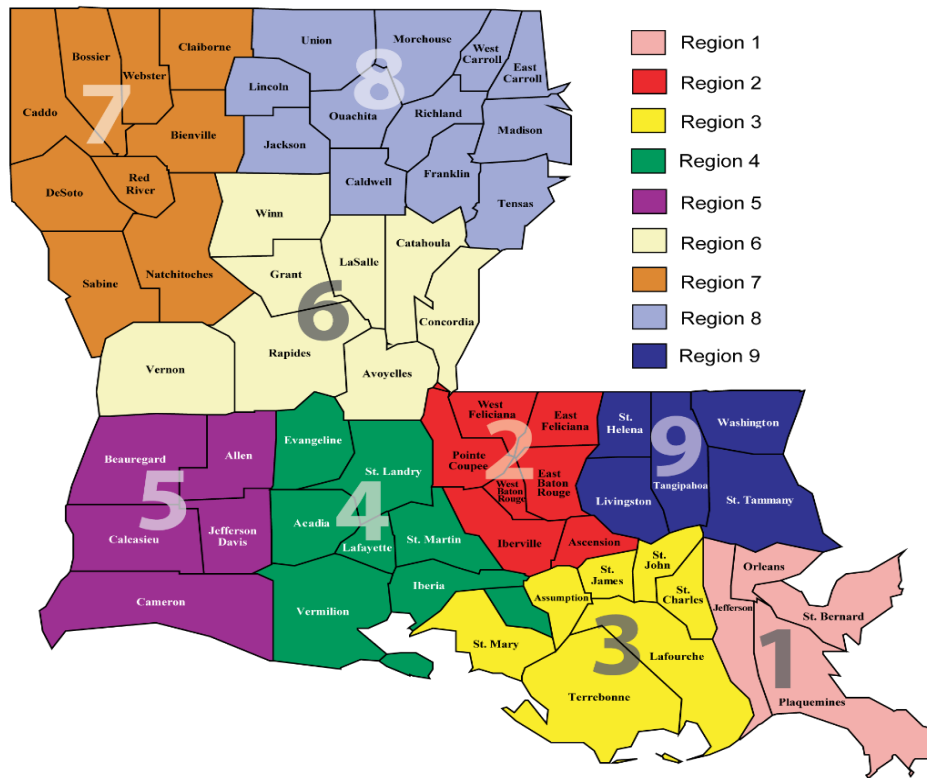 Union
Morehouse
West
Carroll
East
Carroll
Claiborne
Bossier
Webster
8
Lincoln
7
Caddo
Ouachita
Richland
Madison
Bienville
Jackson
Caldwell
Franklin
Red
River
DeSoto
Tensas
Winn
Catahoula
LaSalle
Grant
Natchitoches
Sabine
6
Concordia
Rapides
Vernon
Avoyelles
West
Feliciana
East
Feliciana
St.
Helena
Washington
Evangeline
Allen
2
9
Beauregard
Pointe
Coupee
St. Landry
East
Baton
Rouge
West
Baton
Rouge
Tangipahoa
Livingston
St. Tammany
5
4
Acadia
Calcasieu
Jefferson
Davis
Lafayette
St. Martin
Iberville
Ascension
St.
John
St.
James
Orleans
Iberia
Cameron
Assumption
St.
Charles
Jefferson
Vermilion
St. Bernard
St. Mary
3
Lafourche
1
Terrebonne
Plaquemines
Region 1
Region 2
Region 3
Region 4
Region 5
Region 6
Region 7
Region 8
Region 9